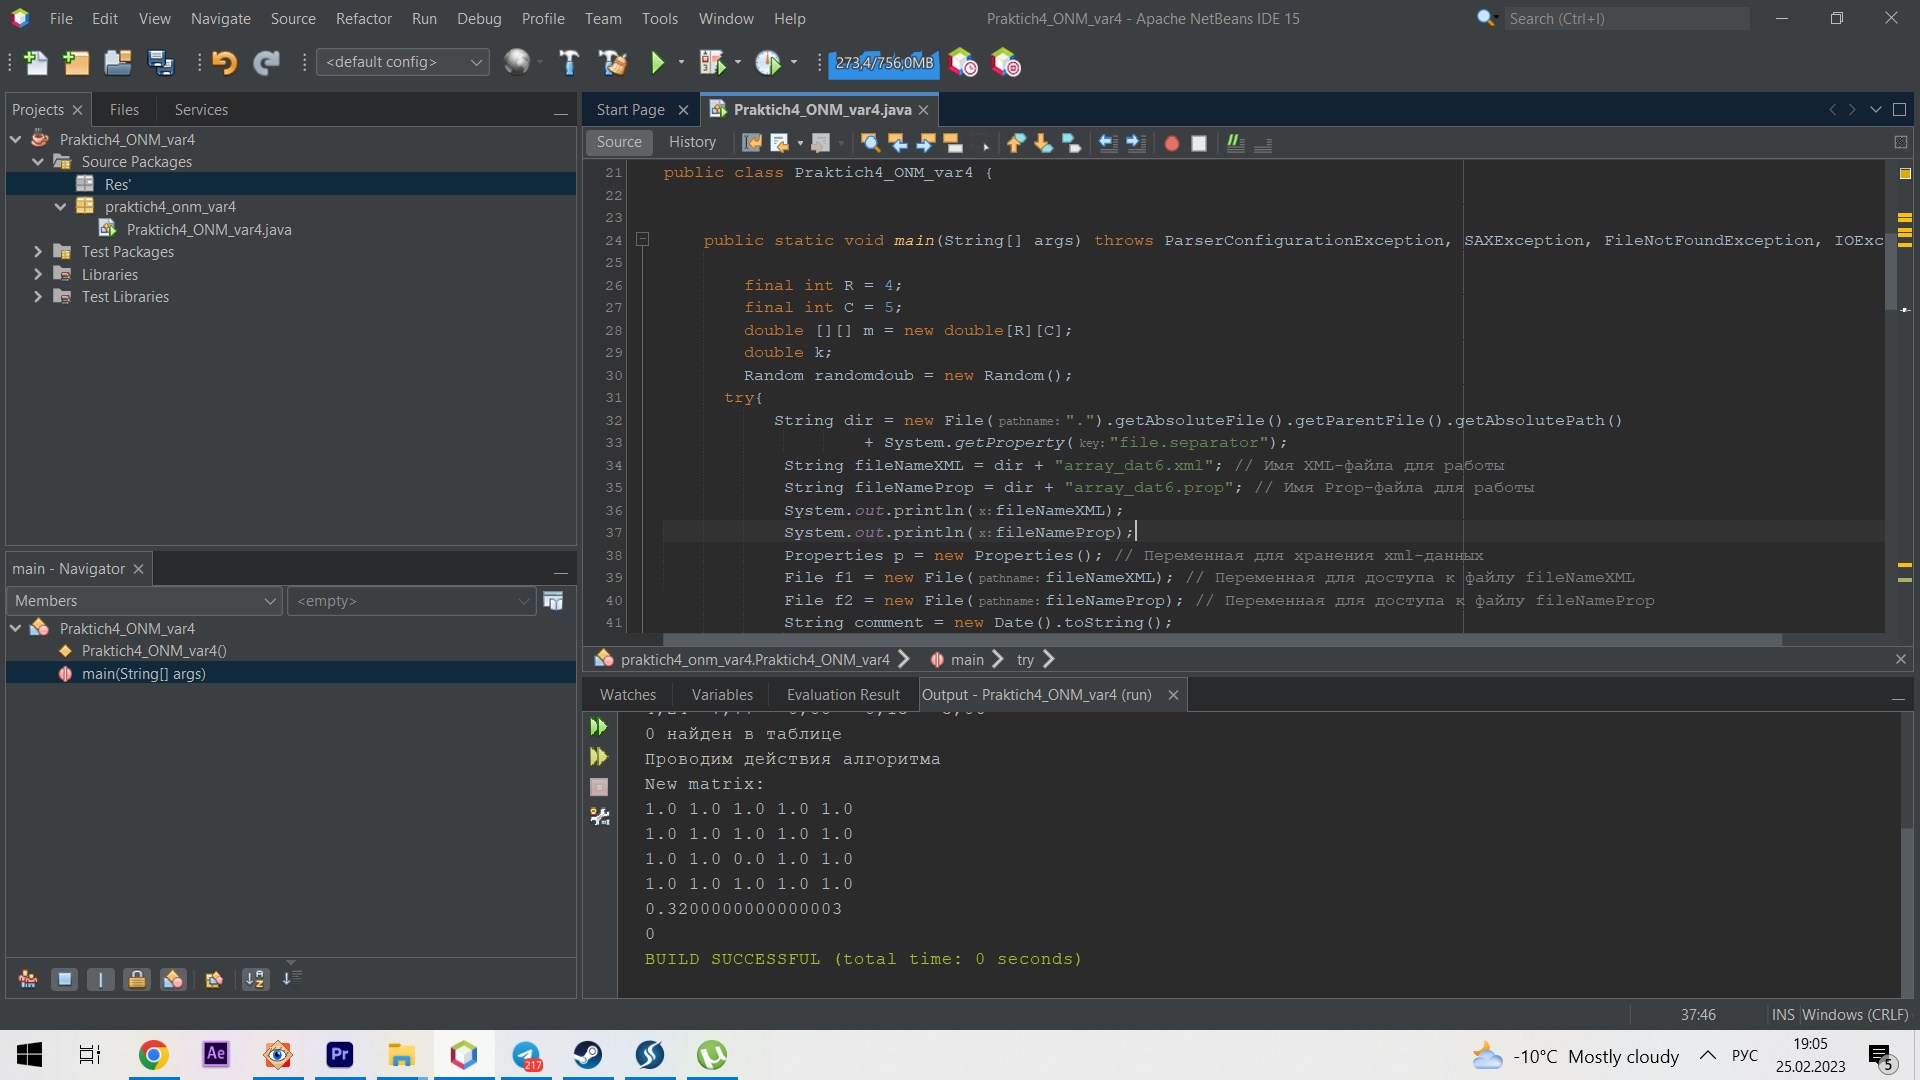 File Edit View Navigate Source Refactor Run Debug Profile Team Tools Window Help
Praktich4_ONM_var4 - Apache NetBeans IDE 15
Search (Ctrl+I)
<default config>
273,4/756,0MB
Projects Files Services
Praktich4_ONM_var4
Source Packages
Res'
praktich4_onm_var4
Praktich4_ONM_var4.java
Test Packages
Libraries
Test Libraries
main - Navigator
Members <empty>
Praktich4_ONM_var4
Praktich4_ONM_var4()
main(String[] args)
Start Page Praktich4_ONM_var4.java
Source History
21 public class Praktich4_ONM_var4 {
22
23
24 public static void main(String[] args) throws ParserConfigurationException, SAXException, FileNotFoundException, IOExc
25
26 final int R = 4;
27 final int C = 5;
28 double [][] m = new double[R][C];
29 double k;
30 Random randomdoub = new Random();
31 try{
32 String dir = new File( pathname: ".").getAbsoluteFile().getParentFile().getAbsolutePath()
33 + System.getProperty( key: "file.separator");
34 String fileNameXML = dir + "array_dat6.xml"; // Имя XML-файла для работы
35 String fileNameProp = dir + "array_dat6.prop"; // Имя Prop-файла для работы
36 System.out.println( x: fileNameXML);
37 System.out.println( x: fileNameProp);
38 Properties p = new Properties(); // Переменная для хранения xml-данных
39 File f1 = new File( pathname: fileNameXML); // Переменная для доступа к файлу fileNameXML
40 File f2 = new File( pathname: fileNameProp); // Переменная для доступа к файлу fileNameProp
41 String comment = new Date().toString();
praktich4_onm_var4.Praktich4_ONM_var4 main try
Watches Variables Evaluation Result Output - Praktich4_ONM_var4 (run)
0 найден в таблице
Проводим действия алгоритма
New matrix:
1.0 1.0 1.0 1.0 1.0
1.0 1.0 1.0 1.0 1.0
1.0 1.0 0.0 1.0 1.0
1.0 1.0 1.0 1.0 1.0
0.3200000000000003
0
BUILD SUCCESSFUL (total time: 0 seconds)
37:46 INS Windows (CRLF)
Ae Pr 217
-10°C Mostly cloudy РУС 19:05
25.02.2023 5